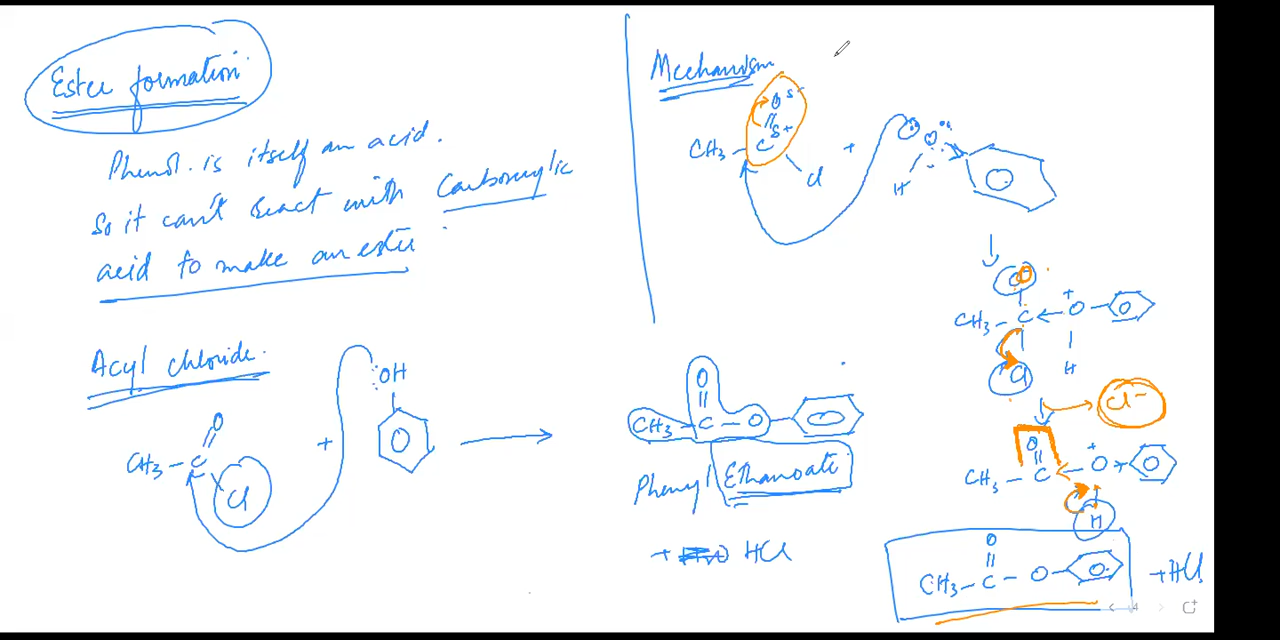 Ester formation
Phenol is itself an acid.
So it can't react with Carboxylic
acid to make an ester
Acyl chloride.
O
CH3-C
Cl
+
OH
O
O
CH3-C-O
Phenyl Ethanoate
+ HCl
Mechanism
O δ-
CH3-C δ+
Cl
+
O
H
O
CH3-C
O +
Cl
H
Cl-
O
CH3-C-O +
H
O
CH3-C-O
+HCl